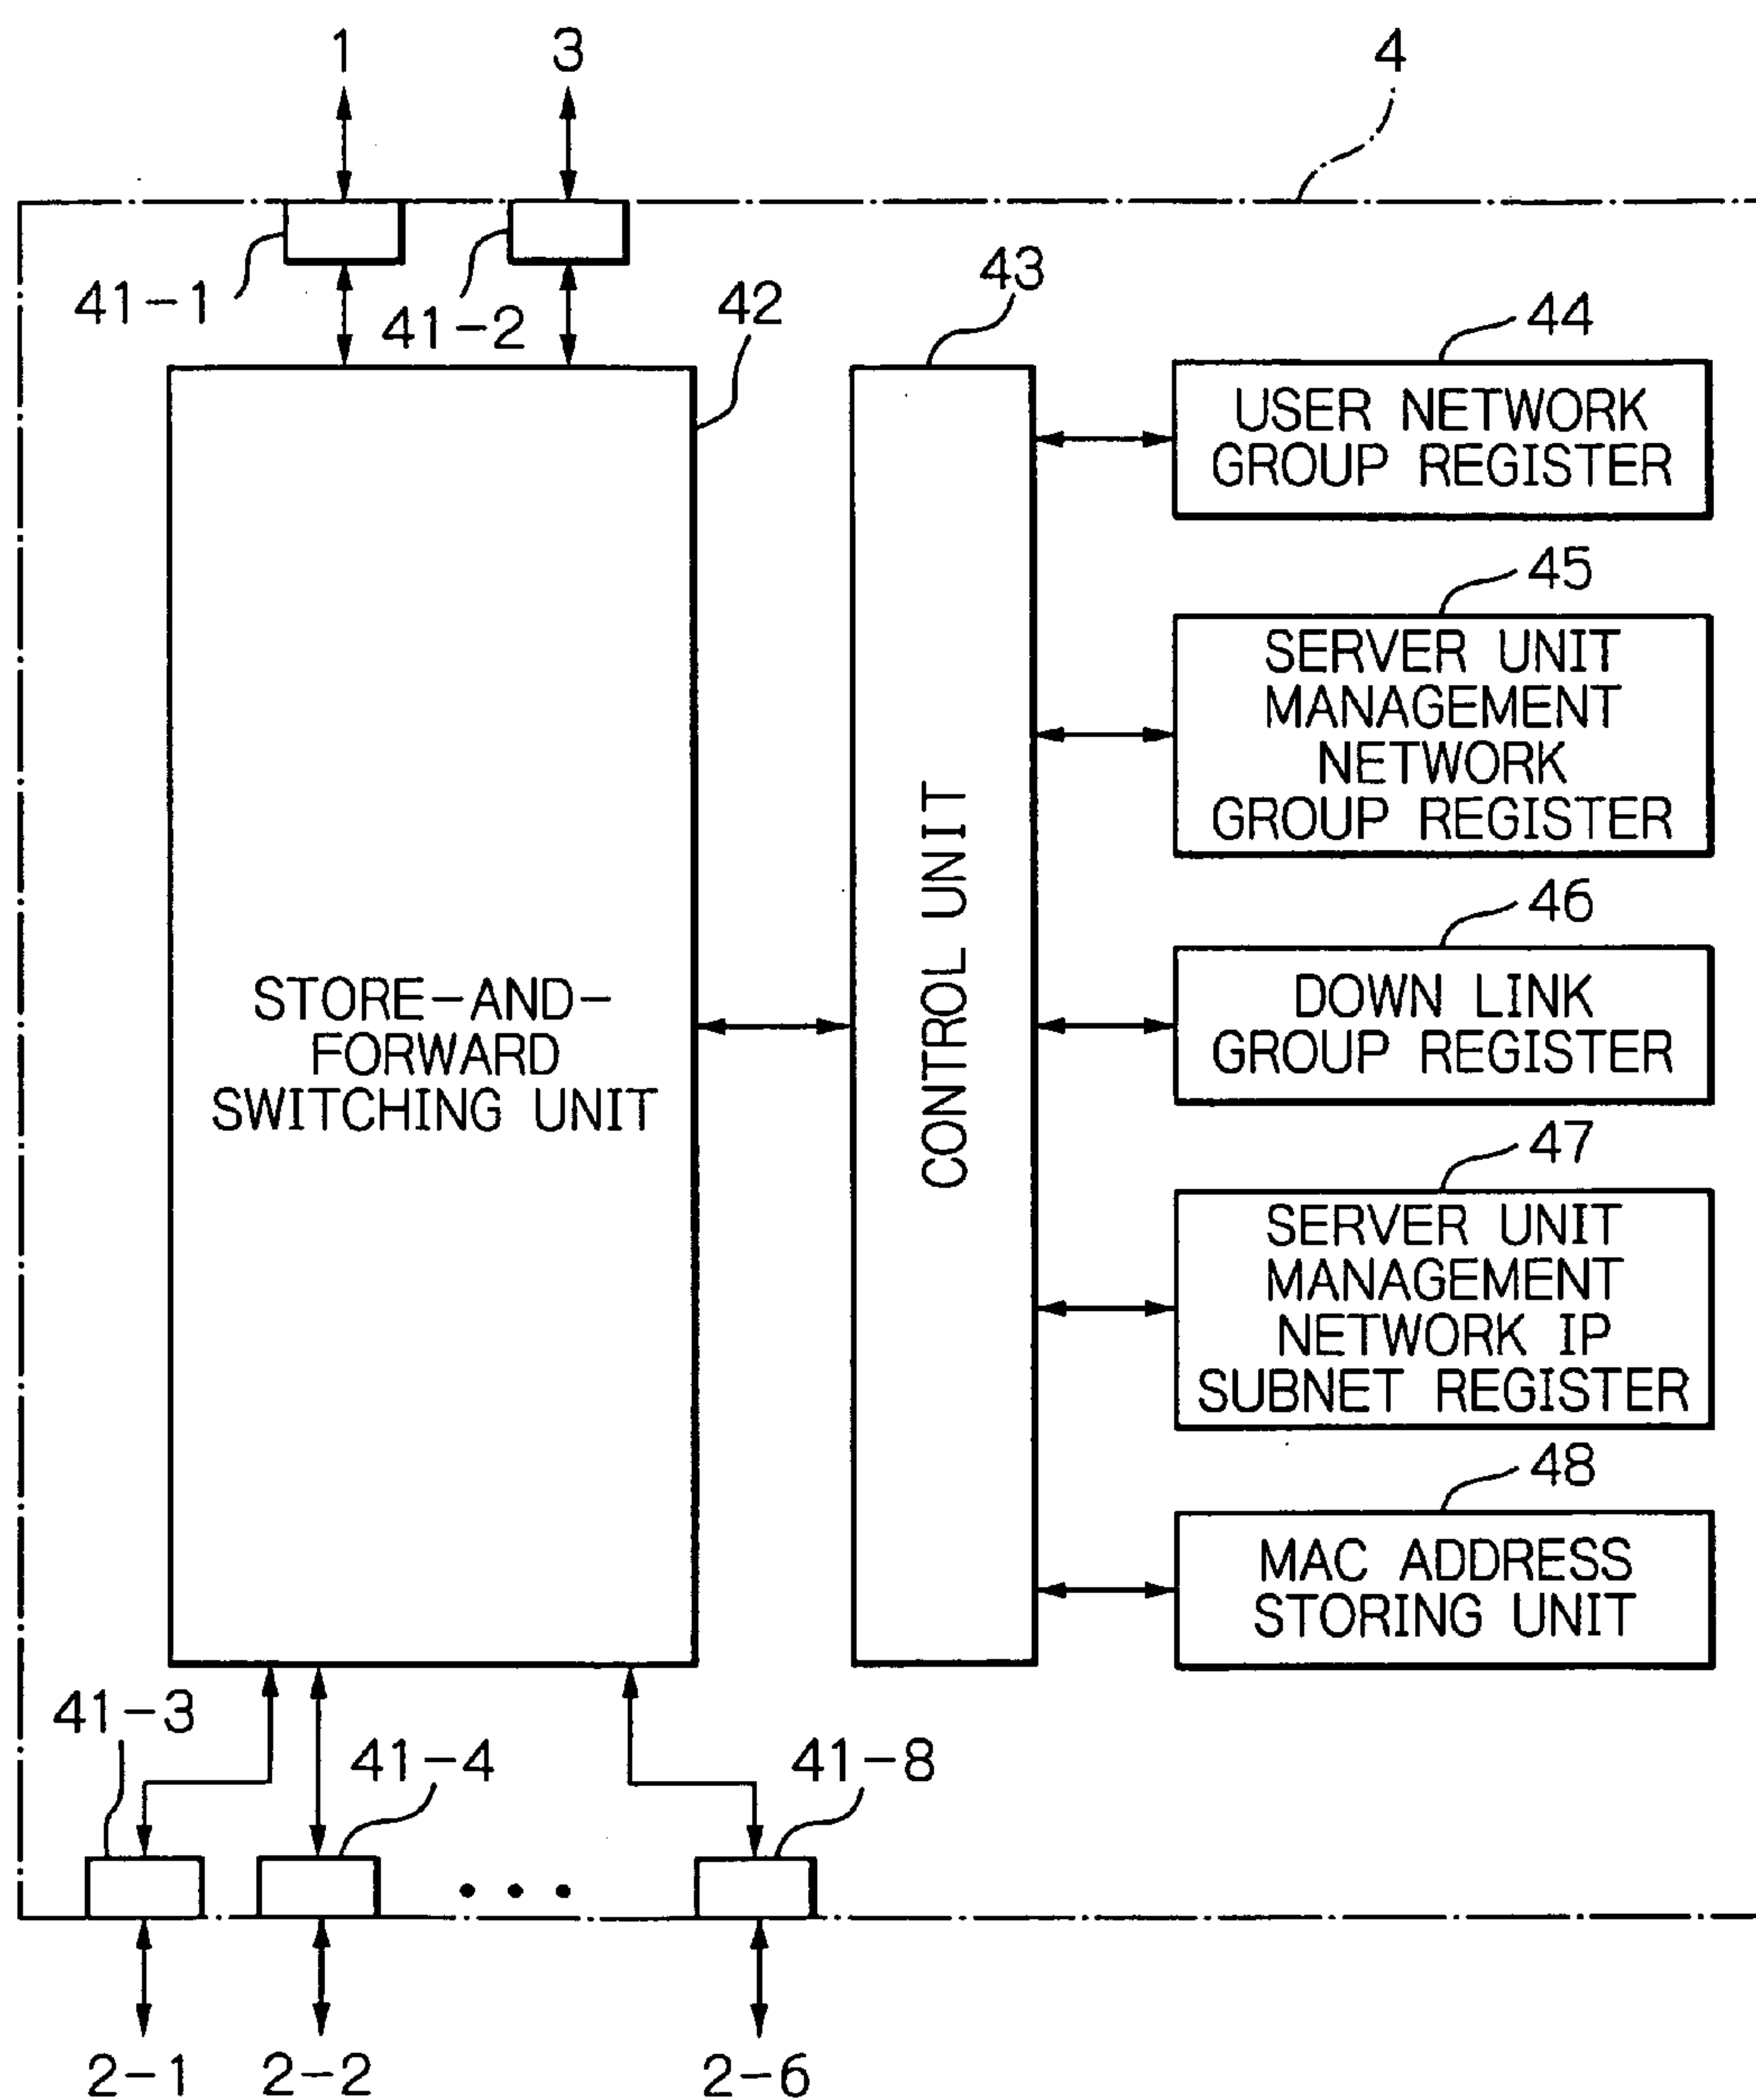 1
3
4
41-1
41-2
42
43
44
USER NETWORK
GROUP REGISTER
45
SERVER UNIT
MANAGEMENT
NETWORK
GROUP REGISTER
46
DOWN LINK
GROUP REGISTER
STORE-AND-
FORWARD
SWITCHING UNIT
CONTROL UNIT
47
SERVER UNIT
MANAGEMENT
NETWORK IP
SUBNET REGISTER
48
MAC ADDRESS
STORING UNIT
41-3
41-4
41-8
• • •
2-1
2-2
2-6